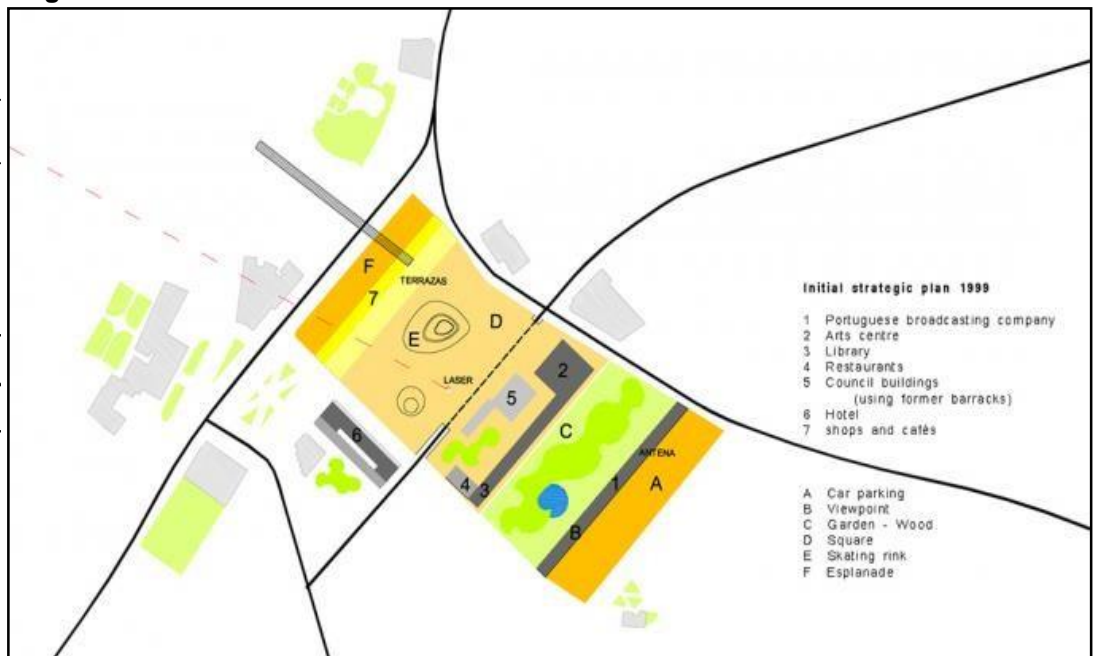 F
TERRAZAS
7
D
E
LASER
2
5
6
C
ANTENA
4
3
1
A
B
Initial strategic plan 1999
1 Portuguese broadcasting company
2 Arts centre
3 Library
4 Restaurants
5 Council buildings
(using former barracks)
6 Hotel
7 shops and cafés
A Car parking
B Viewpoint
C Garden - Wood
D Square
E Skating rink
F Esplanade